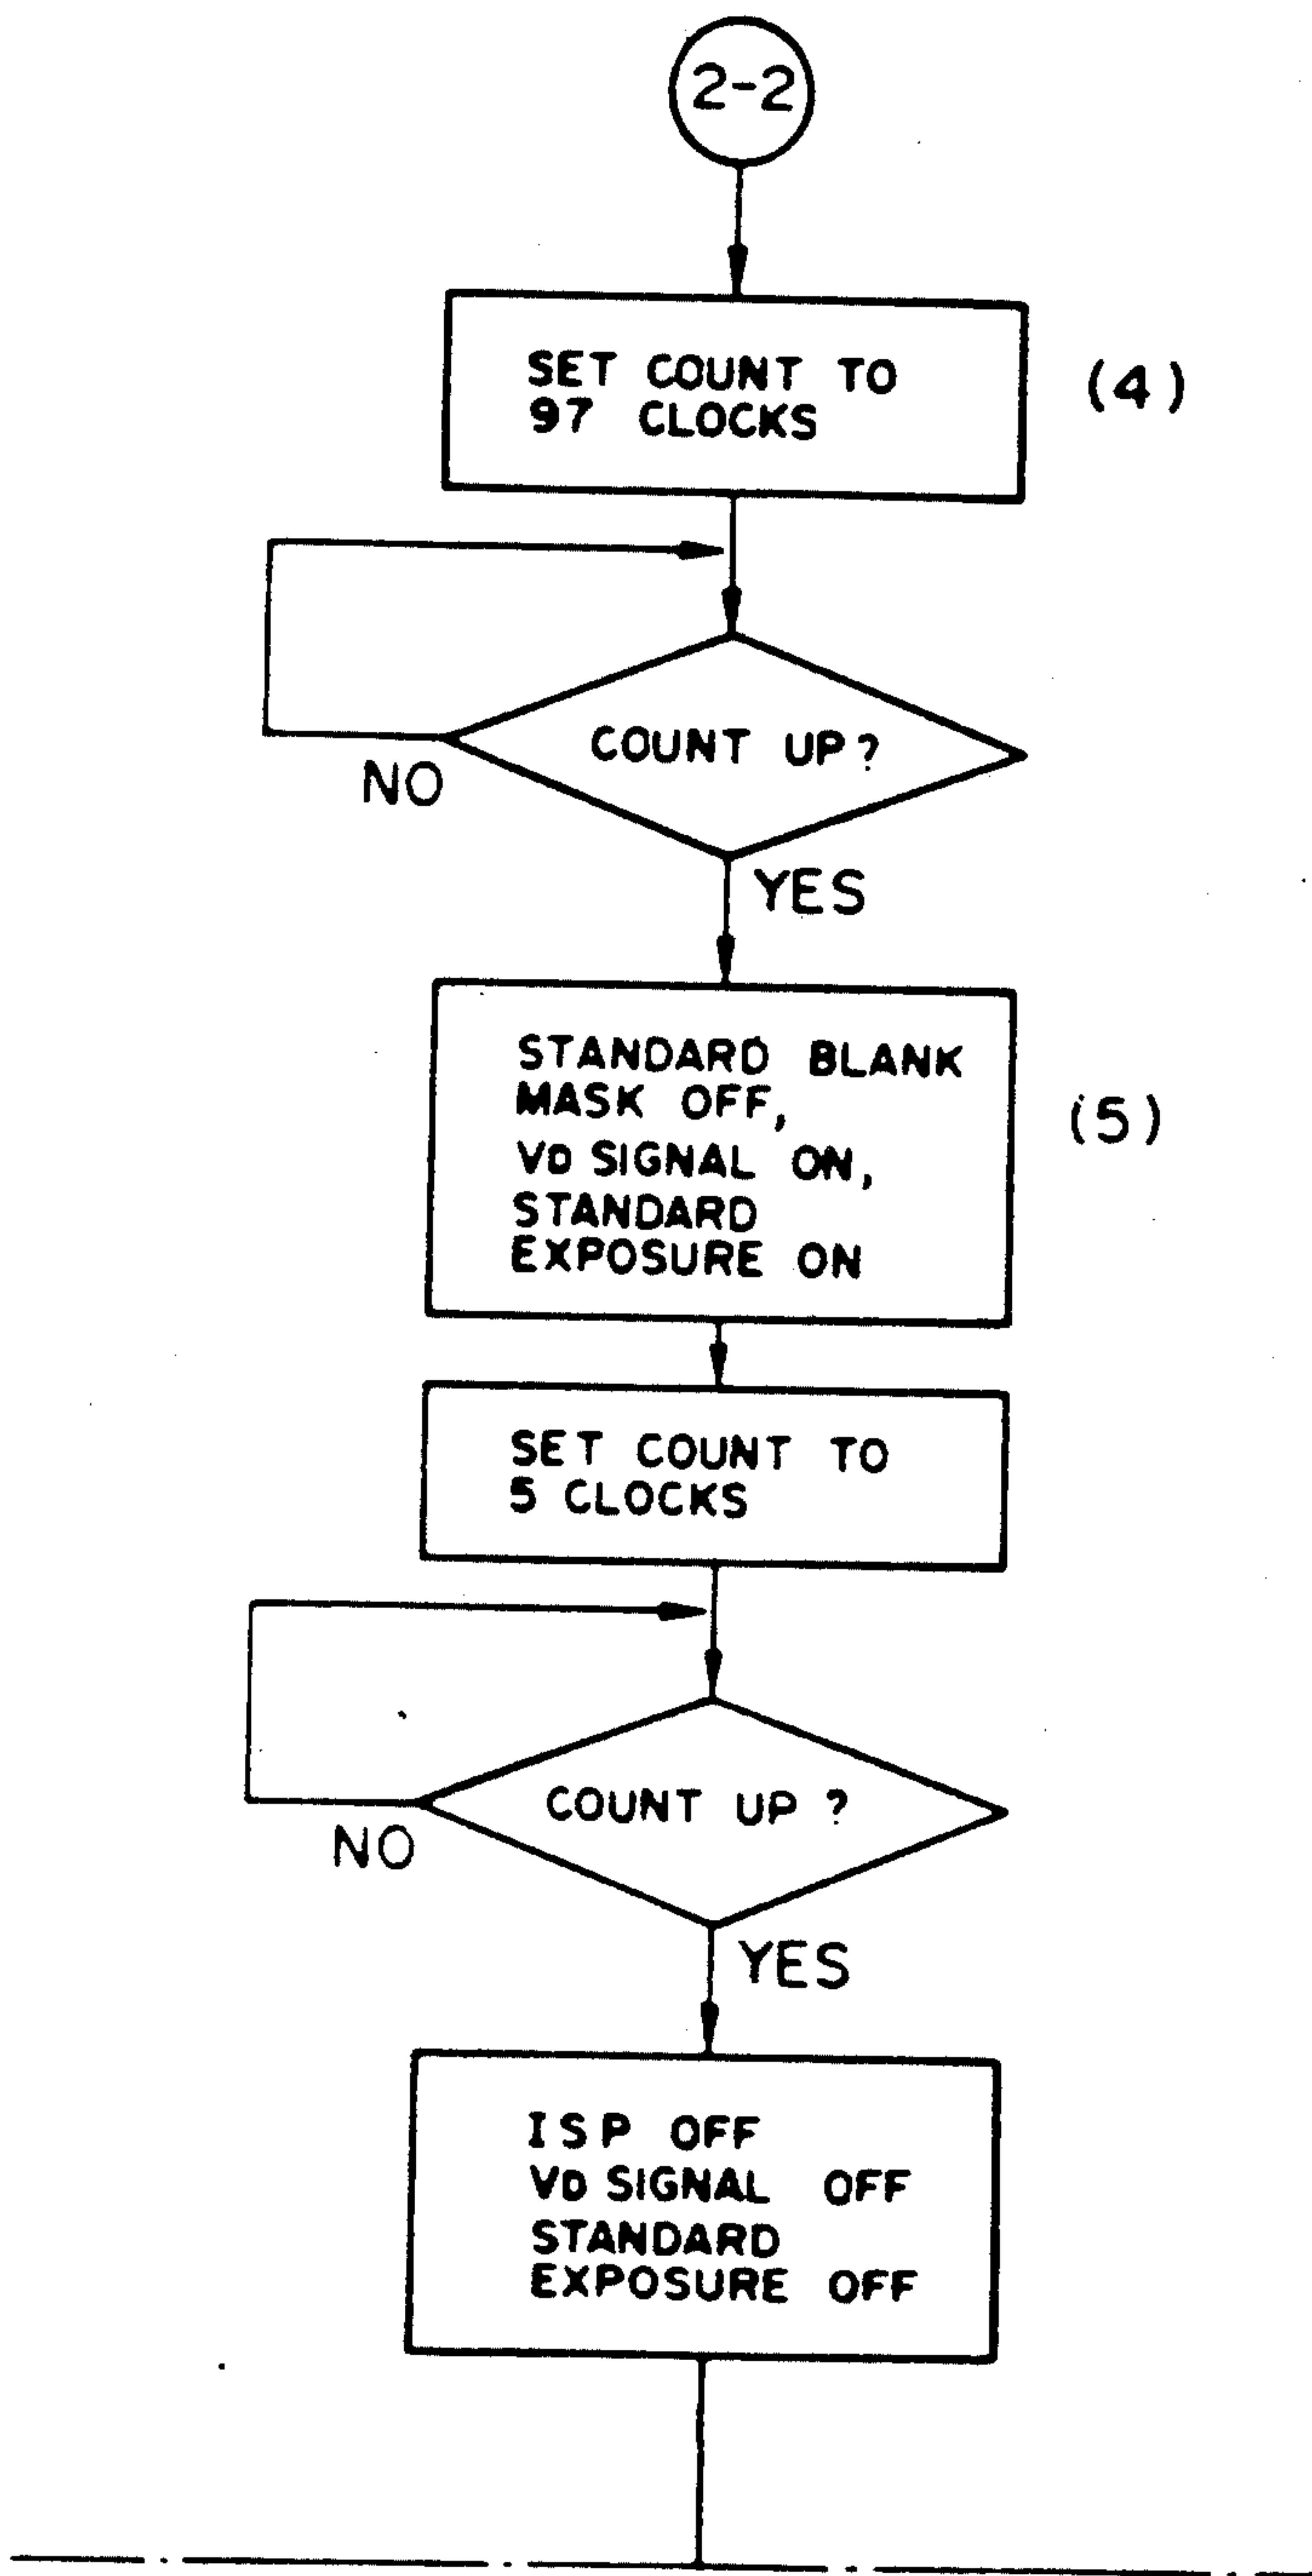 2-2
SET COUNT TO
97 CLOCKS
(4)
COUNT UP?
NO
YES
STANDARD BLANK
MASK OFF,
VD SIGNAL ON,
STANDARD
EXPOSURE ON
(5)
SET COUNT TO
5 CLOCKS
COUNT UP ?
NO
YES
ISP OFF
VD SIGNAL OFF
STANDARD
EXPOSURE OFF